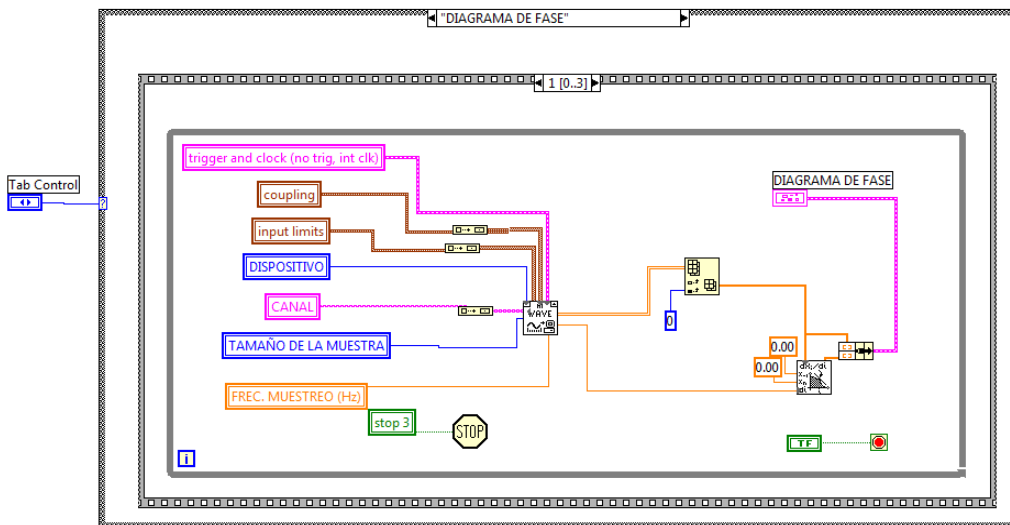 "DIAGRAMA DE FASE"
1 [0..3]
trigger and clock (no trig, int clk)
Tab Control
?
coupling
DIAGRAMA DE FASE
input limits
DISPOSITIVO
CANAL
AI
WAVE
0
TAMAÑO DE LA MUESTRA
0.00
0.00
FREC. MUESTREO (Hz)
stop 3
STOP
TF
i